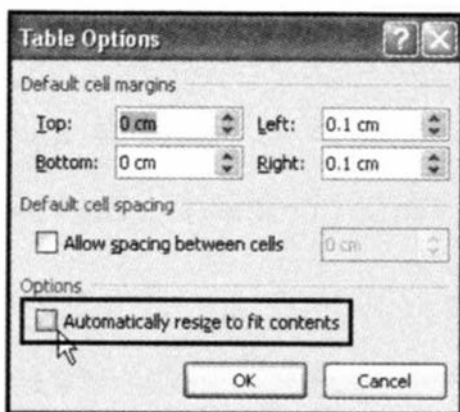 Table Options
Default cell margins
Top: 0 cm Left: 0.1 cm
Bottom: 0 cm Right: 0.1 cm
Default cell spacing
Allow spacing between cells 0 cm
Options
Automatically resize to fit contents
OK Cancel